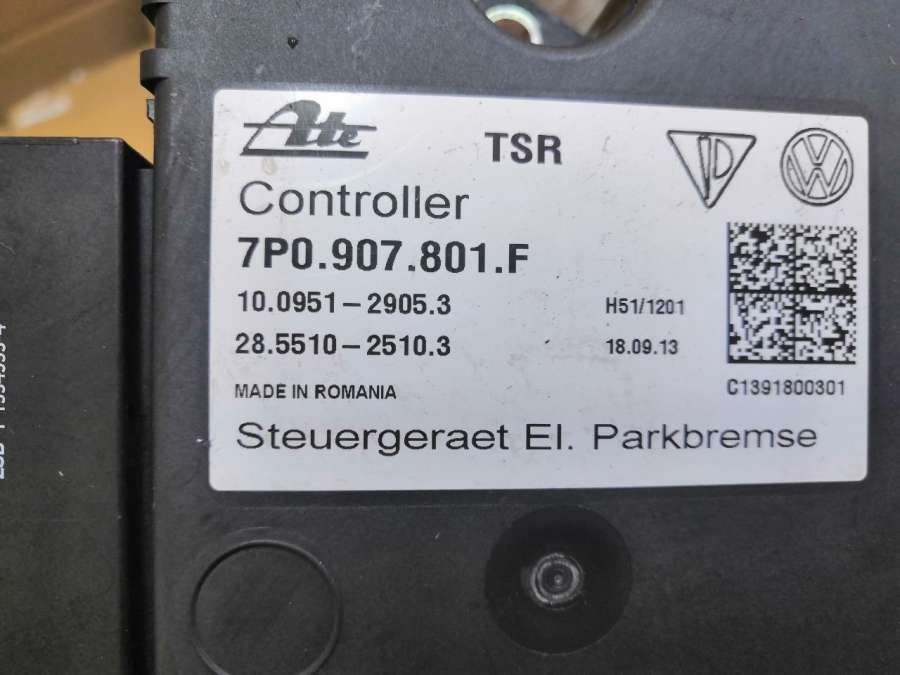 Ate
TSR
Controller
7P0.907.801.F
10.0951-2905.3
H51/1201
28.5510-2510.3
18.09.13
MADE IN ROMANIA
C1391800301
Steuergeraet El. Parkbremse